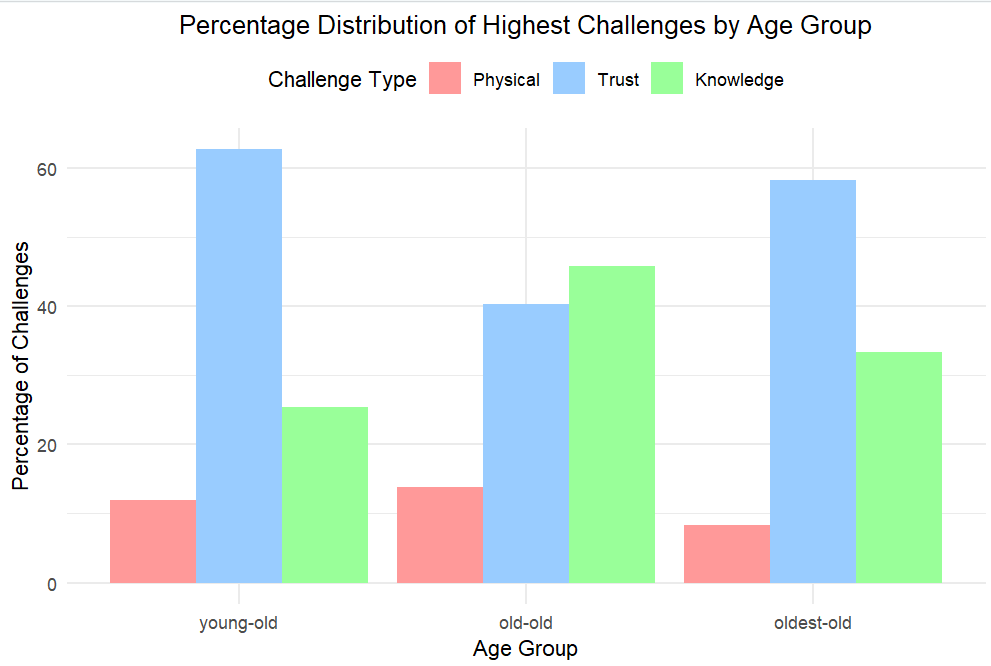 Percentage Distribution of Highest Challenges by Age Group
Challenge Type Physical Trust Knowledge
Percentage of Challenges
60
40
20
0
young-old old-old oldest-old
Age Group